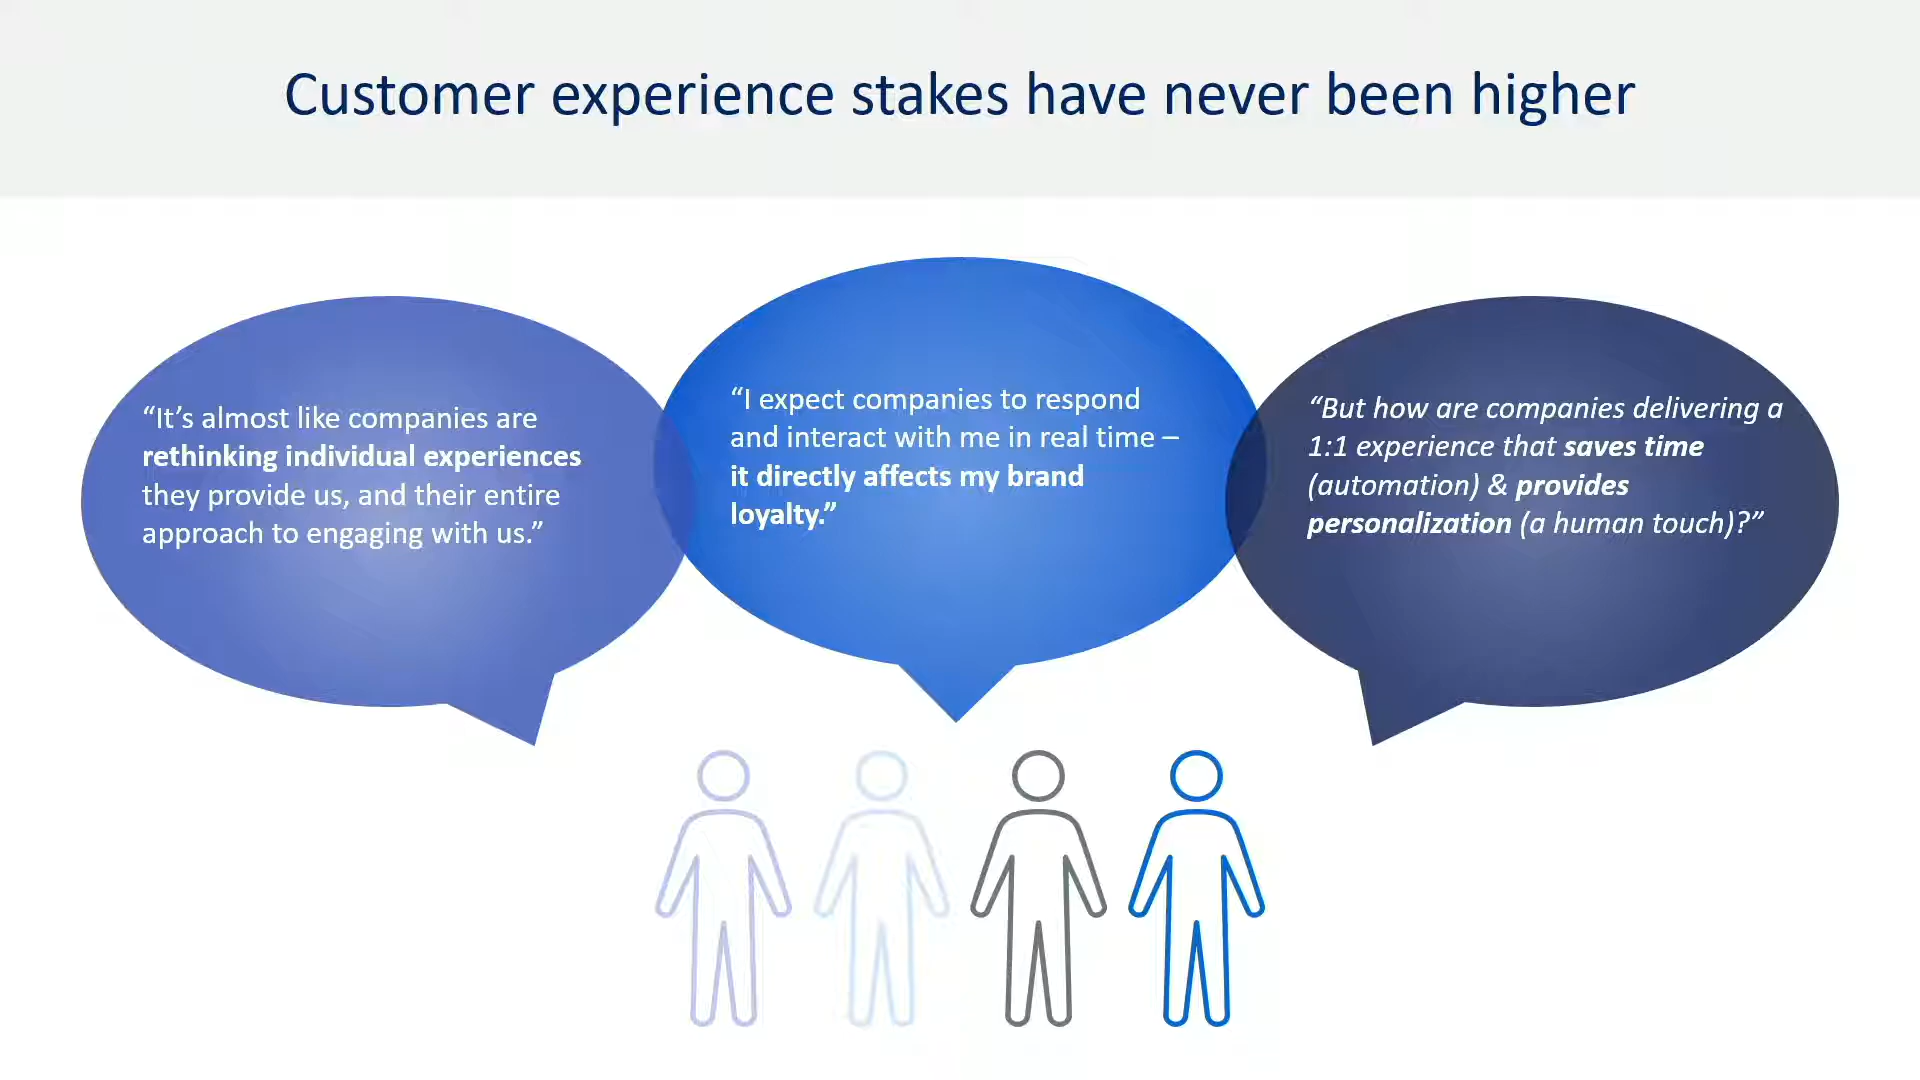 Customer experience stakes have never been higher
“It’s almost like companies are
rethinking individual experiences
they provide us, and their entire
approach to engaging with us.”
“I expect companies to respond
and interact with me in real time –
it directly affects my brand
loyalty.”
“But how are companies delivering a
1:1 experience that saves time
(automation) & provides
personalization (a human touch)?”